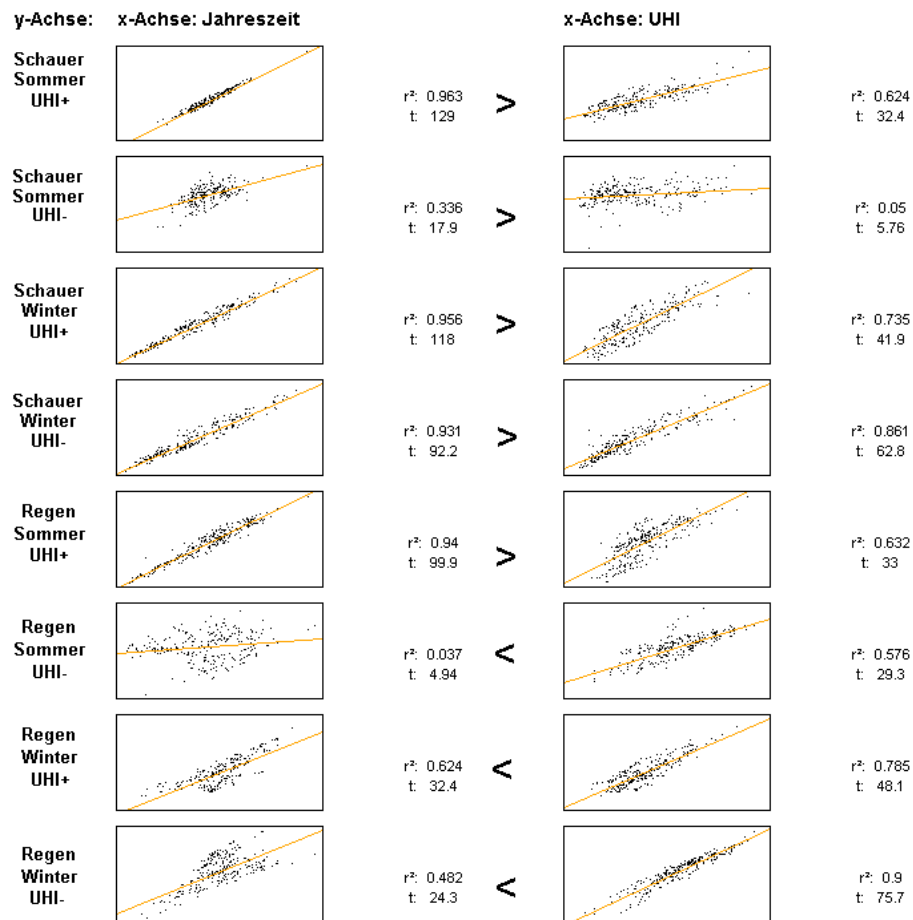 y-Achse: x-Achse: Jahreszeit x-Achse: UHI
Schauer
Sommer
UHI+
r²: 0.963
t: 129
>
r²: 0.624
t: 32.4
Schauer
Sommer
UHI-
r²: 0.336
t: 17.9
>
r²: 0.05
t: 5.76
Schauer
Winter
UHI+
r²: 0.956
t: 118
>
r²: 0.735
t: 41.9
Schauer
Winter
UHI-
r²: 0.931
t: 92.2
>
r²: 0.861
t: 62.8
Regen
Sommer
UHI+
r²: 0.94
t: 99.9
>
r²: 0.632
t: 33
Regen
Sommer
UHI-
r²: 0.037
t: 4.94
<
r²: 0.576
t: 29.3
Regen
Winter
UHI+
r²: 0.624
t: 32.4
<
r²: 0.785
t: 48.1
Regen
Winter
UHI-
r²: 0.482
t: 24.3
<
r²: 0.9
t: 75.7